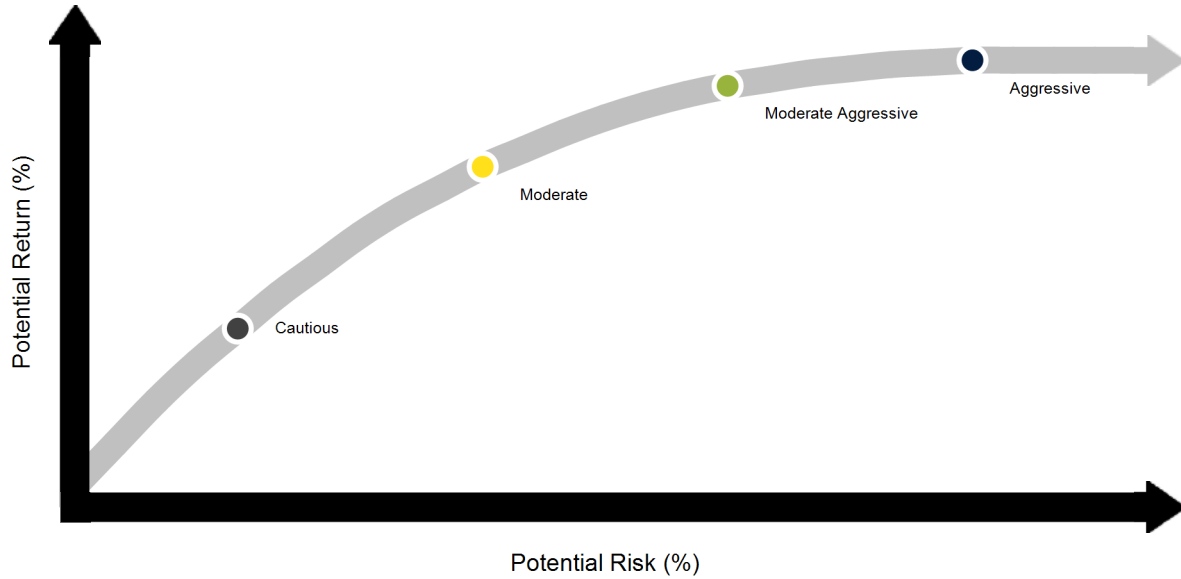 Potential Return (%)
Aggressive
Moderate Aggressive
Moderate
Cautious
Potential Risk (%)